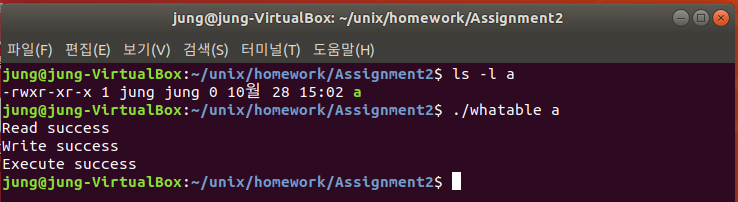 jung@jung-VirtualBox: ~/unix/homework/Assignment2
파일(F) 편집(E) 보기(V) 검색(S) 터미널(T) 도움말(H)
jung@jung-VirtualBox:~/unix/homework/Assignment2$ ls -l a
-rwxr-xr-x 1 jung jung 0 10월 28 15:02 a
jung@jung-VirtualBox:~/unix/homework/Assignment2$ ./whatable a
Read success
Write success
Execute success
jung@jung-VirtualBox:~/unix/homework/Assignment2$